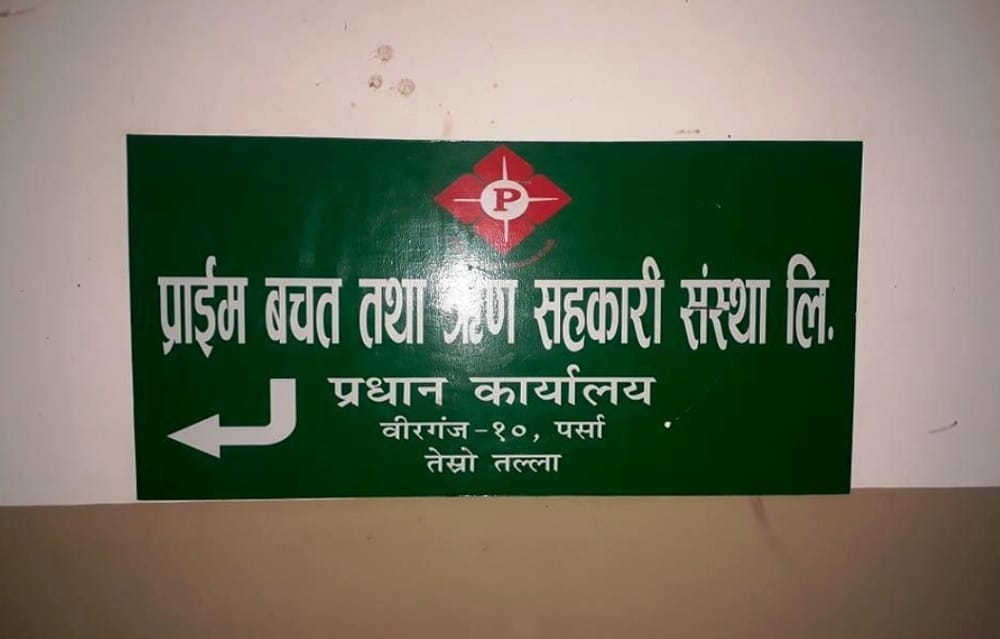 P
प्राईम बचत तथा ऋण सहकारी संस्था लि.
प्रधान कार्यालय
वीरगंज-१०, पर्सा
तेस्रो तल्ला